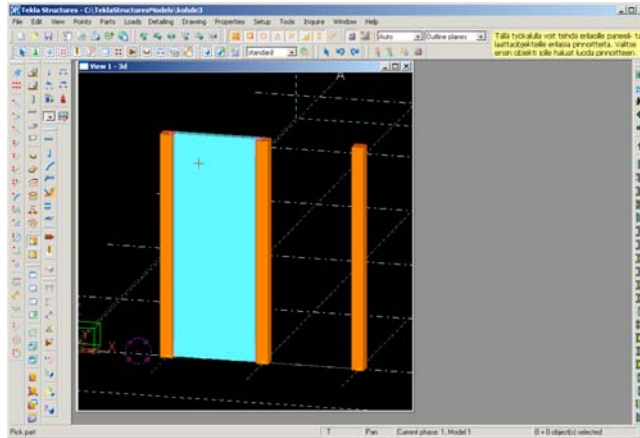 Tekla Structures - C:\TeklaStructuresModels\kohde3
File Edit View Points Parts Loads Detailing Drawing Properties Setup Tools Inquire Window Help
Auto
Outline planes
Tällä työkalulla voit tehdä erilaisille paneeli- ta
laattaobjekteille erilaisia pinnoitteita. Valitse
ensin objekti jolle haluat luoda pinnoitteen.
standard
View 1 - 3d
A
X
Pick part
T
Pan
Current phase: 1, Model 1
0 + 0 object(s) selected